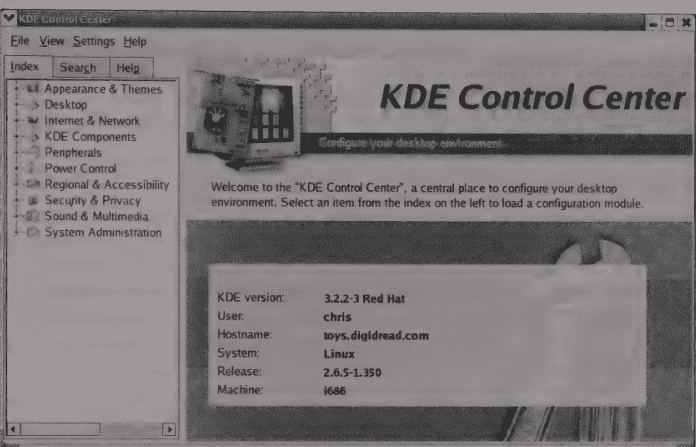 KDE Control Center
File View Settings Help
Index Search Help
Appearance & Themes
Desktop
Internet & Network
KDE Components
Peripherals
Power Control
Regional & Accessibility
Security & Privacy
Sound & Multimedia
System Administration
KDE Control Center
Configure your desktop environment.
Welcome to the "KDE Control Center", a central place to configure your desktop
environment. Select an item from the index on the left to load a configuration module.
KDE version: 3.2.2-3 Red Hat
User: chris
Hostname: toys.digidread.com
System: Linux
Release: 2.6.5-1.350
Machine: i686